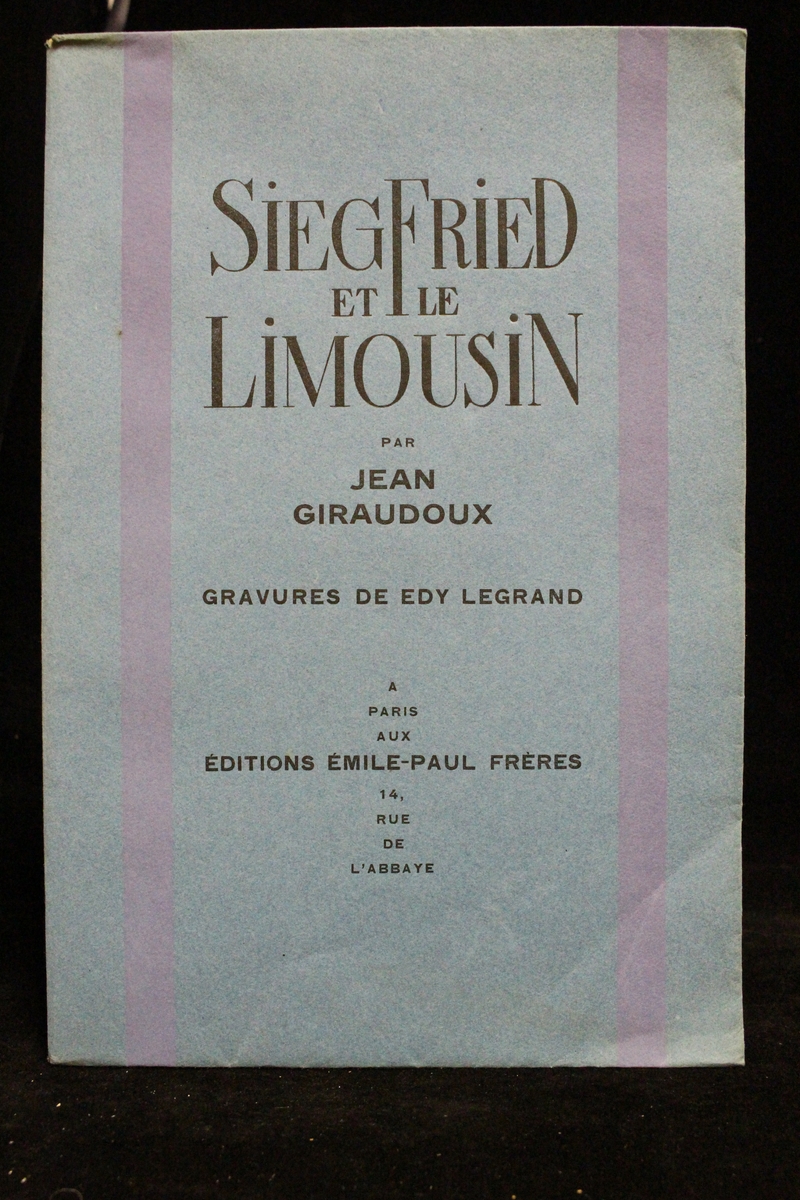 SiEGFRiED
ET LE
LiMOUSiN
PAR
JEAN
GIRAUDOUX
GRAVURES DE EDY LEGRAND
A
PARIS
AUX
ÉDITIONS ÉMILE-PAUL FRÈRES
14,
RUE
DE
L'ABBAYE